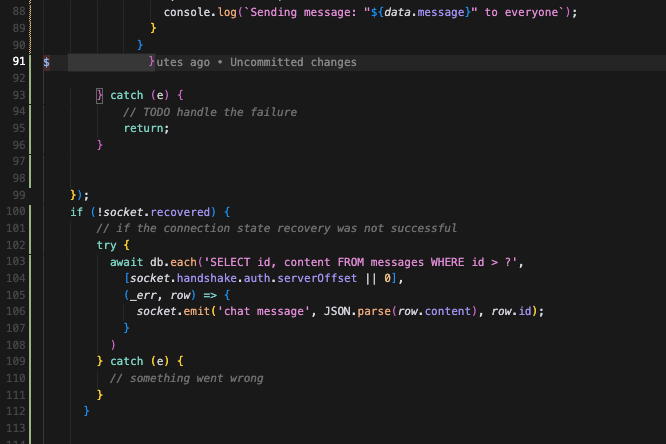 88 console.log(`Sending message: "${data.message}" to everyone`);
89 }
90 }
91 $ }utes ago • Uncommitted changes
92
93 } catch (e) {
94 // TODO handle the failure
95 return;
96 }
97
98
99 });
100 if (!socket.recovered) {
101 // if the connection state recovery was not successful
102 try {
103 await db.each('SELECT id, content FROM messages WHERE id > ?',
104 [socket.handshake.auth.serverOffset || 0],
105 (_err, row) => {
106 socket.emit('chat message', JSON.parse(row.content), row.id);
107 }
108 )
109 } catch (e) {
110 // something went wrong
111 }
112 }
113
114